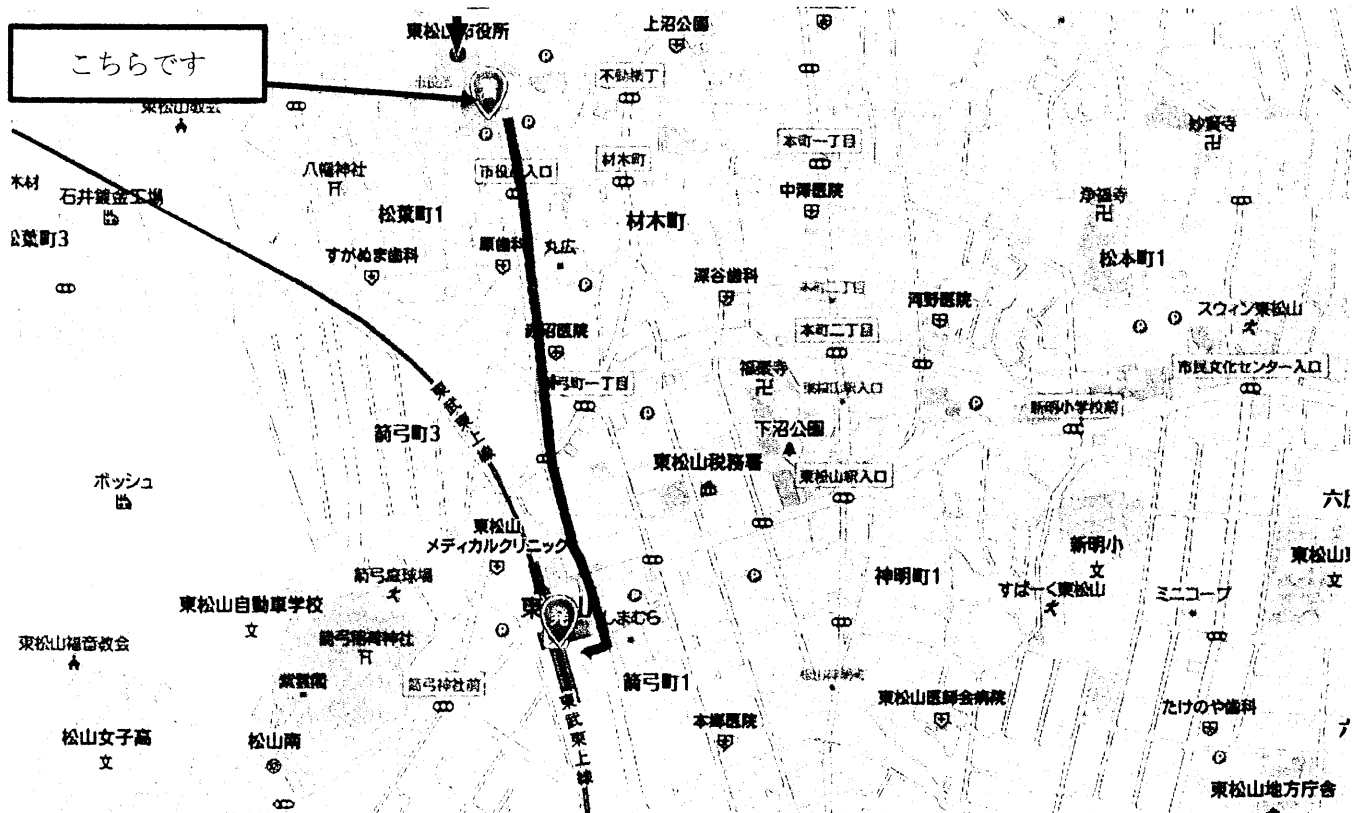 東松山市役所
上沼公園
こちらです
不動横丁
東松山教会
妙賢寺
本町一丁目
材木町
八幡神社
市役所入口
木材
石井鍍金工場
中澤医院
浄福寺
松葉町1
材木町
松葉町3
原歯科
丸広
すがぬま歯科
松本町1
深谷歯科
本町二丁目
河野医院
スウィン東松山
本町二丁目
市民文化センター入口
箭弓町一丁目
福聚寺
東松山駅入口
新明小学校前
箭弓町3
東武東上線
下沼公園
東松山税務署
東松山駅入口
ボッシュ
東松山
メディカルクリニック
新明小
箭弓庭球場
神明町1
すぱーく東松山
ミニコープ
東松山自動車学校
東
発
しまむら
箭弓稲荷神社
東松山福音教会
紫雲閣
箭弓神社前
箭弓町1
東武東上線
東松山医師会病院
たけのや歯科
本郷医院
松山女子高
松山南
東松山地方庁舎